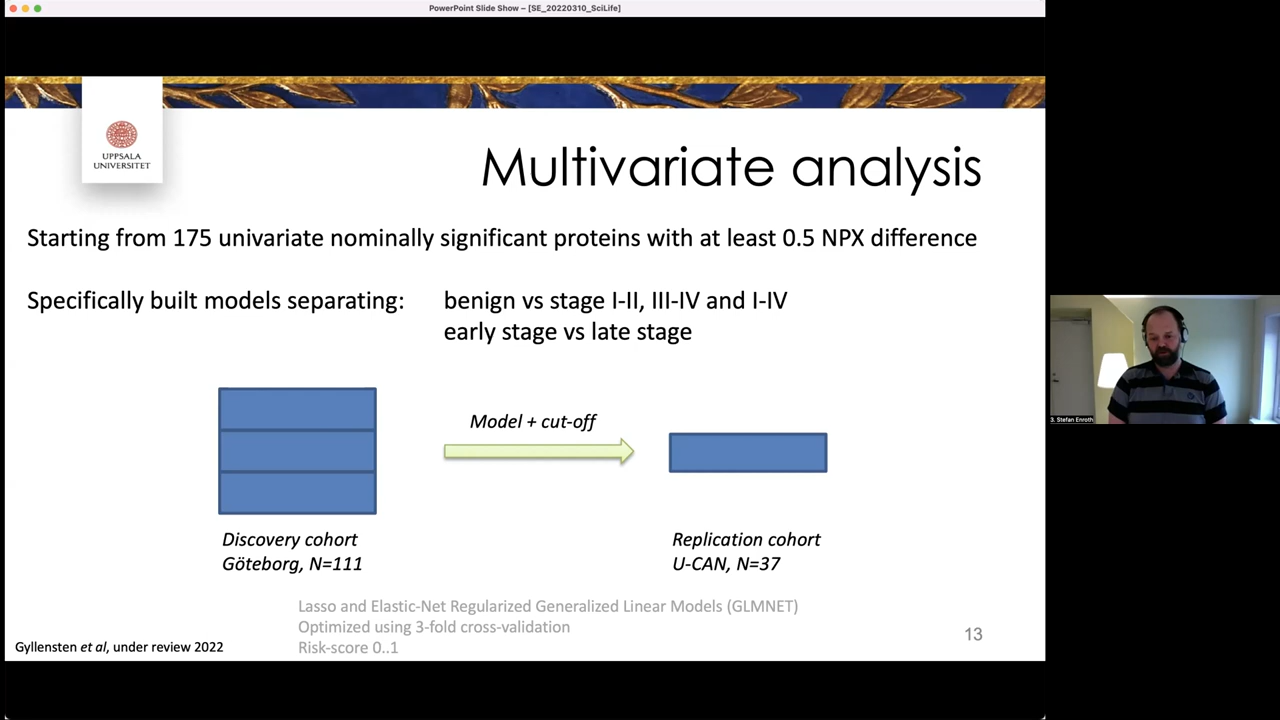 PowerPoint Slide Show – [SE_20220310_SciLife]
UPPSALA
UNIVERSITET
Multivariate analysis
Starting from 175 univariate nominally significant proteins with at least 0.5 NPX difference
Specifically built models separating: benign vs stage I-II, III-IV and I-IV
early stage vs late stage
Model + cut-off
Discovery cohort
Göteborg, N=111
Replication cohort
U-CAN, N=37
Lasso and Elastic-Net Regularized Generalized Linear Models (GLMNET)
Optimized using 3-fold cross-validation
Risk-score 0..1
Gyllensten et al, under review 2022
13
3. Stefan Enroth